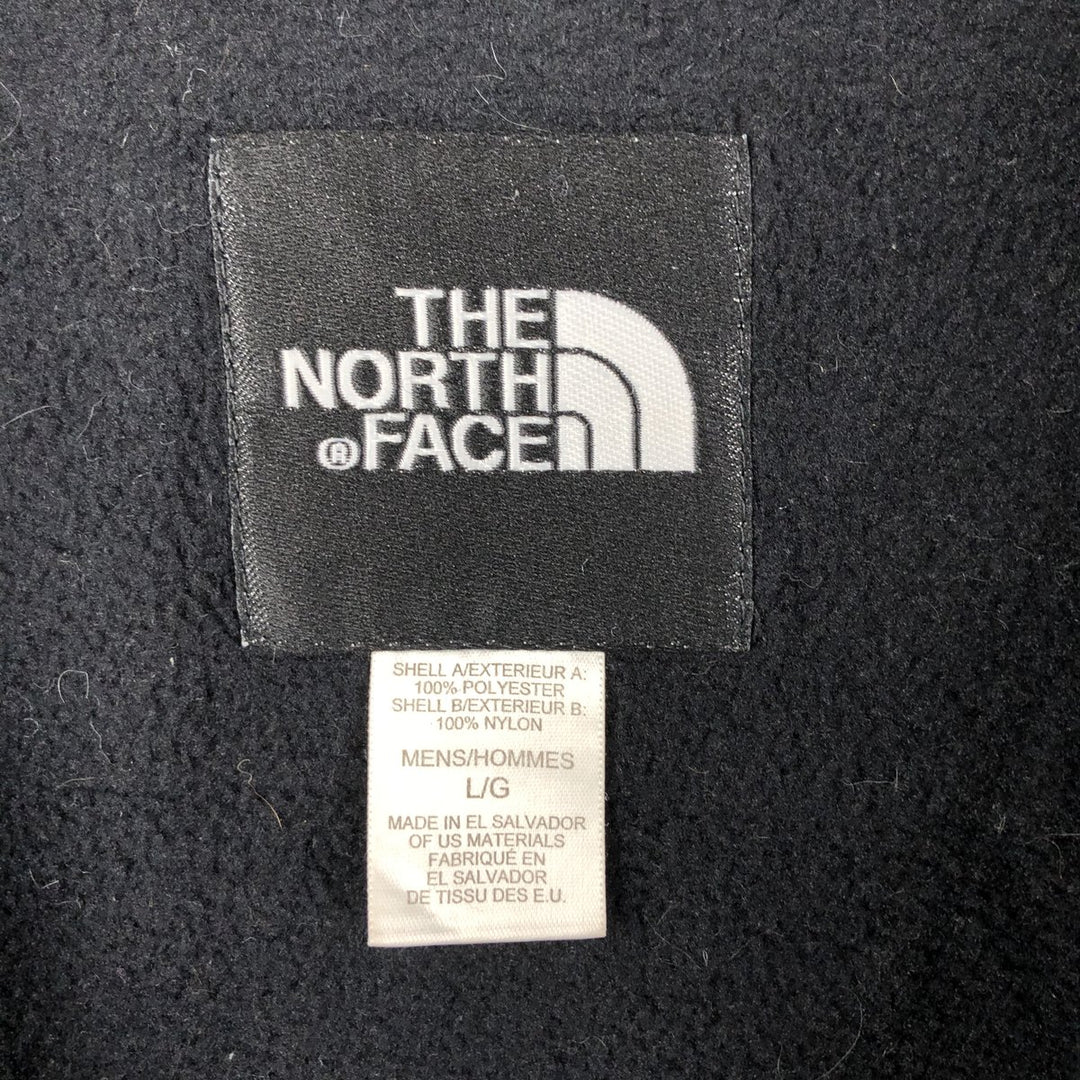 THE
NORTH
®FACE
SHELL A/EXTERIEUR A:
100% POLYESTER
SHELL B/EXTERIEUR B:
100% NYLON
MENS/HOMMES
L/G
MADE IN EL SALVADOR
OF US MATERIALS
FABRIQUÉ EN
EL SALVADOR
DE TISSU DES E.U.